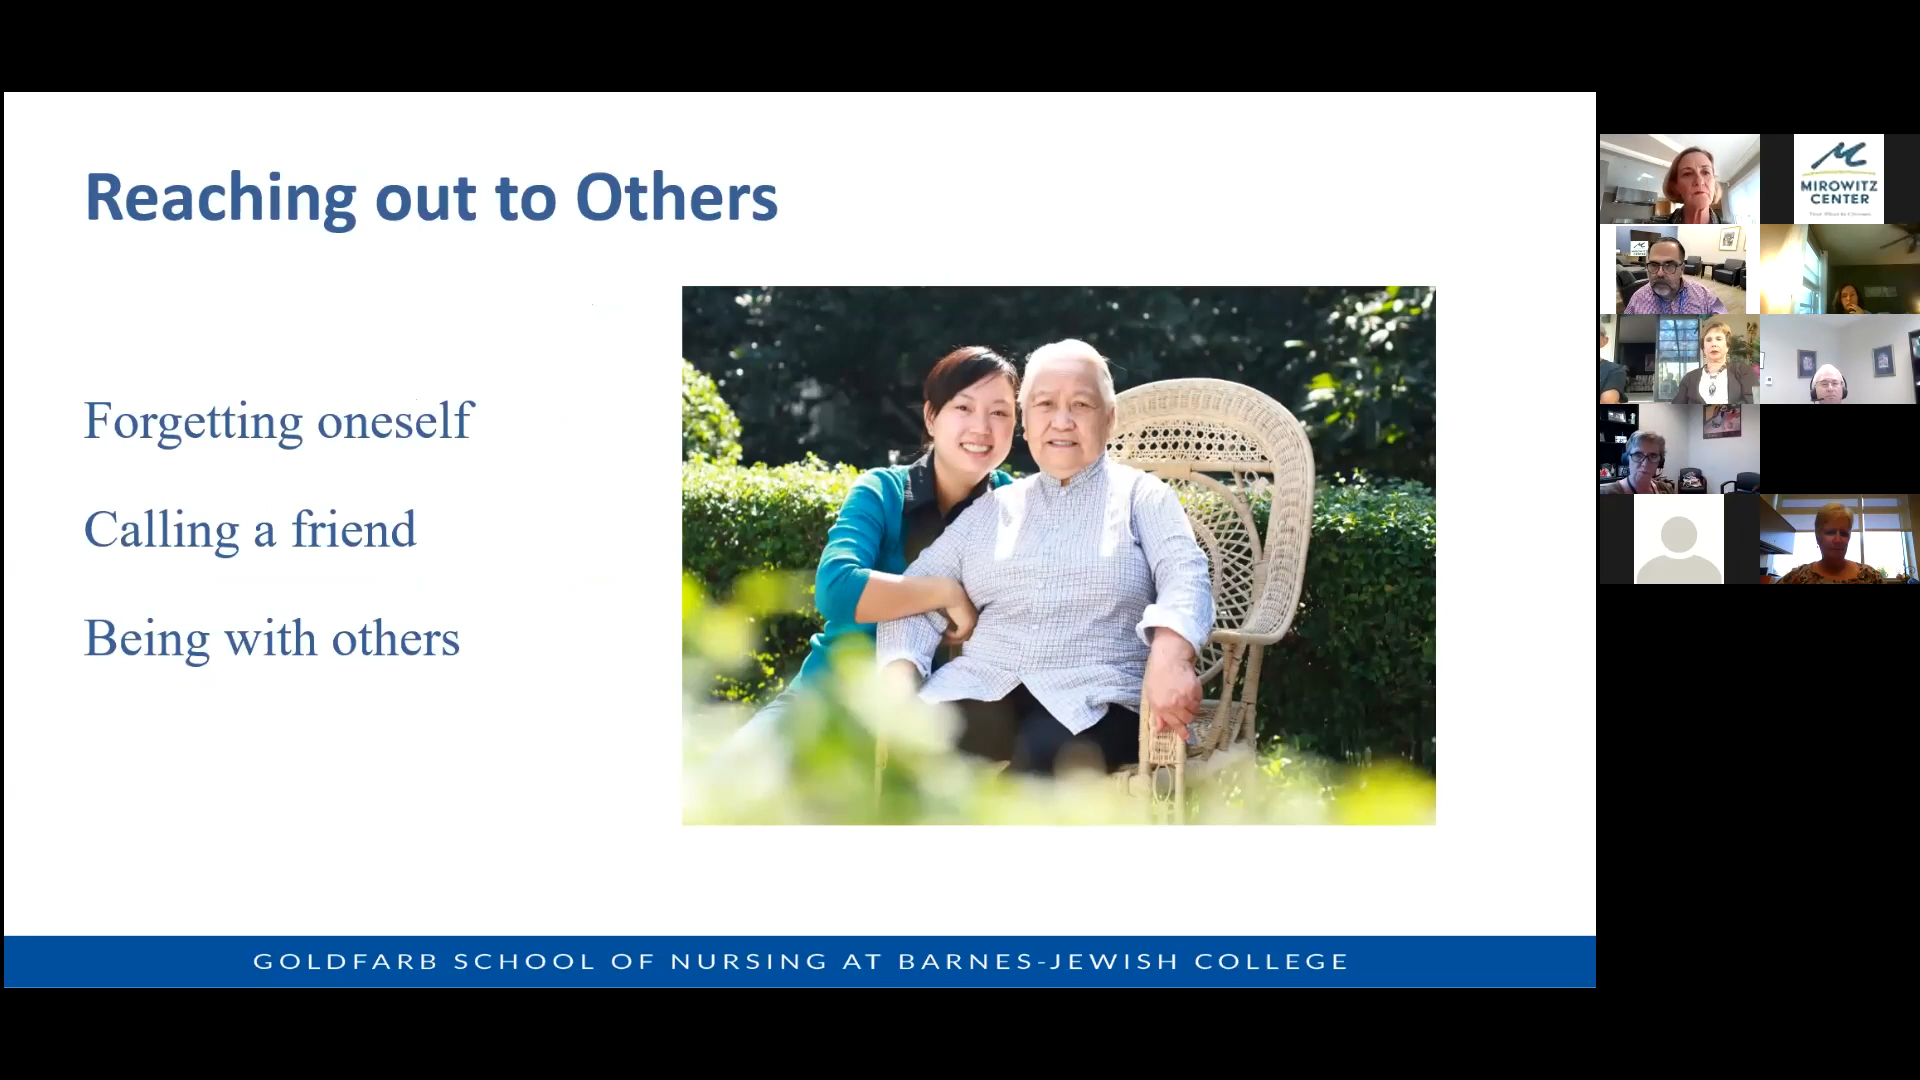 Reaching out to Others
Forgetting oneself
Calling a friend
Being with others
GOLDFARB SCHOOL OF NURSING AT BARNES-JEWISH COLLEGE
MIROWITZ
CENTER